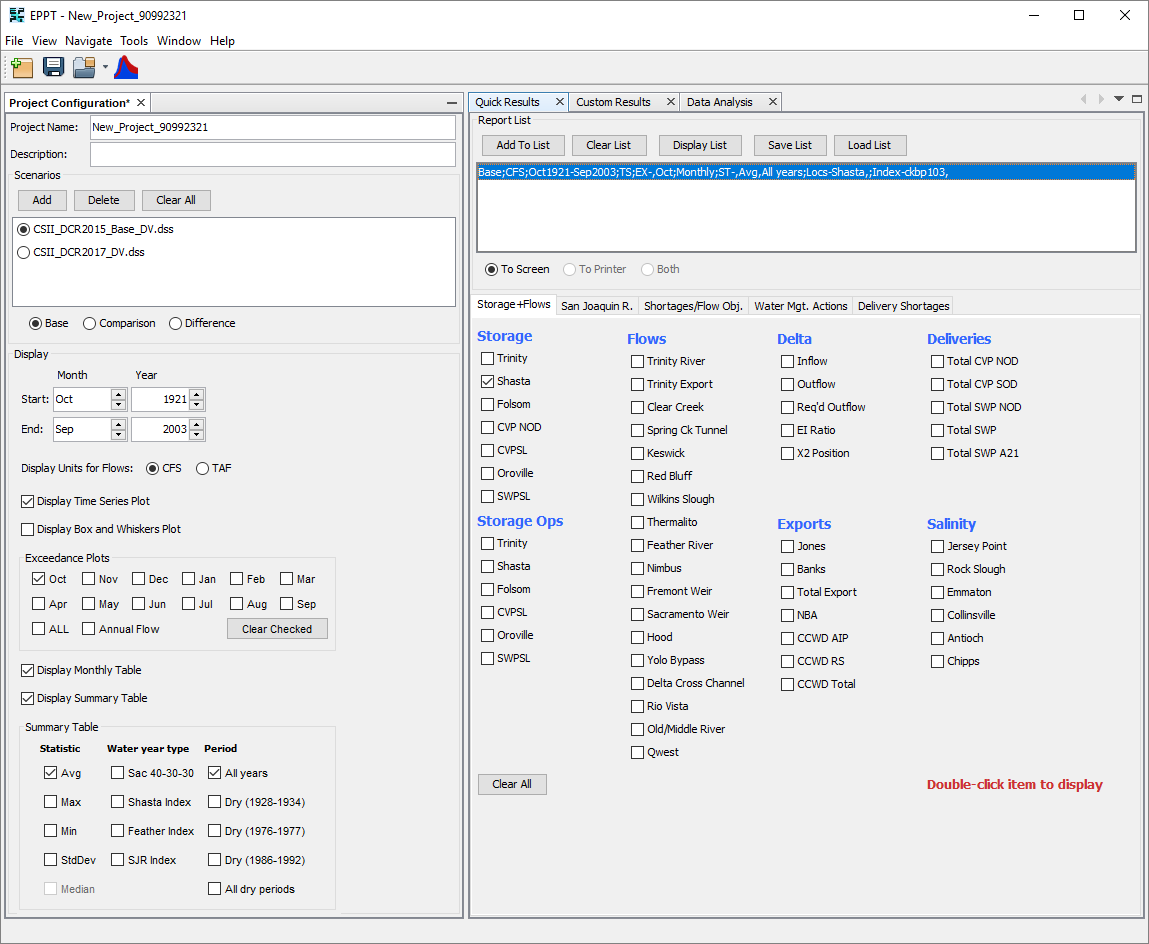 EPPT - New_Project_90992321
File View Navigate Tools Window Help
Project Configuration*
Project Name: New_Project_90992321
Description:
Scenarios
Add Delete Clear All
CSII_DCR2015_Base_DV.dss
CSII_DCR2017_DV.dss
Base Comparison Difference
Display
Month Year
Start: Oct 1921
End: Sep 2003
Display Units for Flows: CFS TAF
Display Time Series Plot
Display Box and Whiskers Plot
Exceedance Plots
Oct Nov Dec Jan Feb Mar
Apr May Jun Jul Aug Sep
ALL Annual Flow Clear Checked
Display Monthly Table
Display Summary Table
Summary Table
Statistic Water year type Period
Avg Sac 40-30-30 All years
Max Shasta Index Dry (1928-1934)
Min Feather Index Dry (1976-1977)
StdDev SJR Index Dry (1986-1992)
Median All dry periods
Quick Results Custom Results Data Analysis
Report List
Add To List Clear List Display List Save List Load List
Base;CFS;Oct1921-Sep2003;TS;EX-,Oct;Monthly;ST-,Avg,All years;Locs-Shasta,;Index-ckbp103,
To Screen To Printer Both
Storage+Flows San Joaquin R. Shortages/Flow Obj. Water Mgt. Actions Delivery Shortages
Storage
Trinity
Shasta
Folsom
CVP NOD
CVPSL
Oroville
SWPSL
Storage Ops
Trinity
Shasta
Folsom
CVPSL
Oroville
SWPSL
Clear All
Flows
Trinity River
Trinity Export
Clear Creek
Spring Ck Tunnel
Keswick
Red Bluff
Wilkins Slough
Thermalito
Feather River
Nimbus
Fremont Weir
Sacramento Weir
Hood
Yolo Bypass
Delta Cross Channel
Rio Vista
Old/Middle River
Qwest
Delta
Inflow
Outflow
Req'd Outflow
EI Ratio
X2 Position
Exports
Jones
Banks
Total Export
NBA
CCWD AIP
CCWD RS
CCWD Total
Deliveries
Total CVP NOD
Total CVP SOD
Total SWP NOD
Total SWP
Total SWP A21
Salinity
Jersey Point
Rock Slough
Emmaton
Collinsville
Antioch
Chipps
Double-click item to display